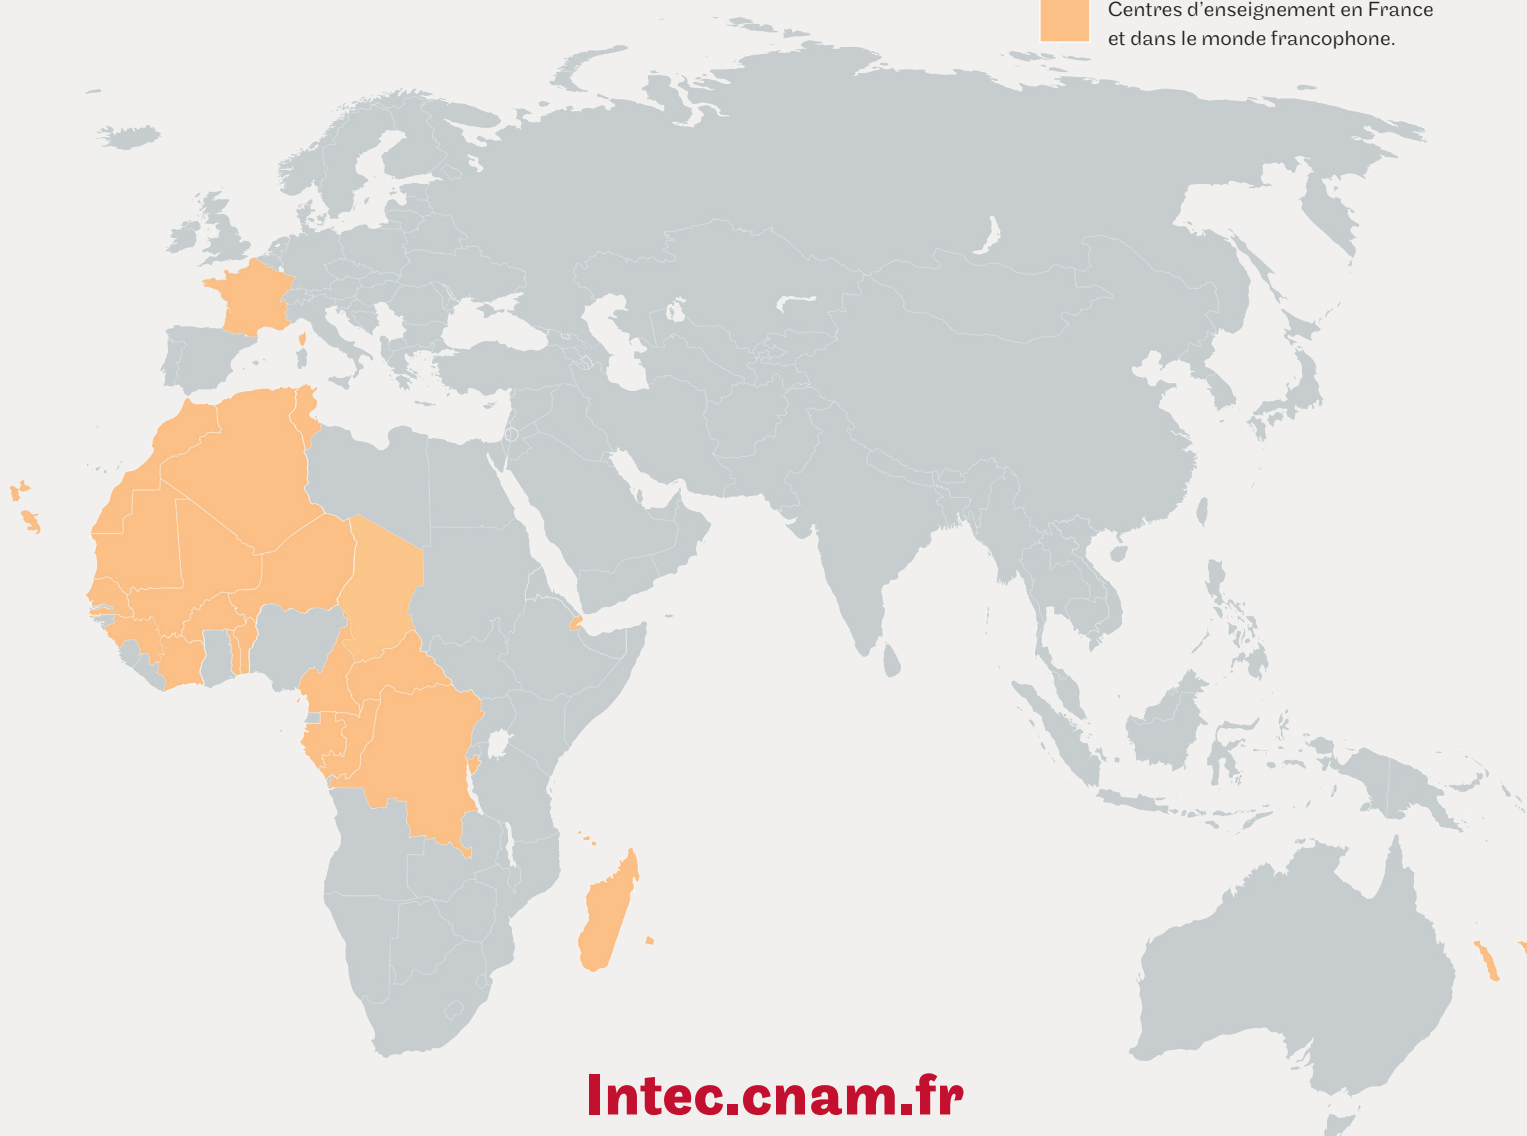 Centres d’enseignement en France
et dans le monde francophone.
Intec.cnam.fr